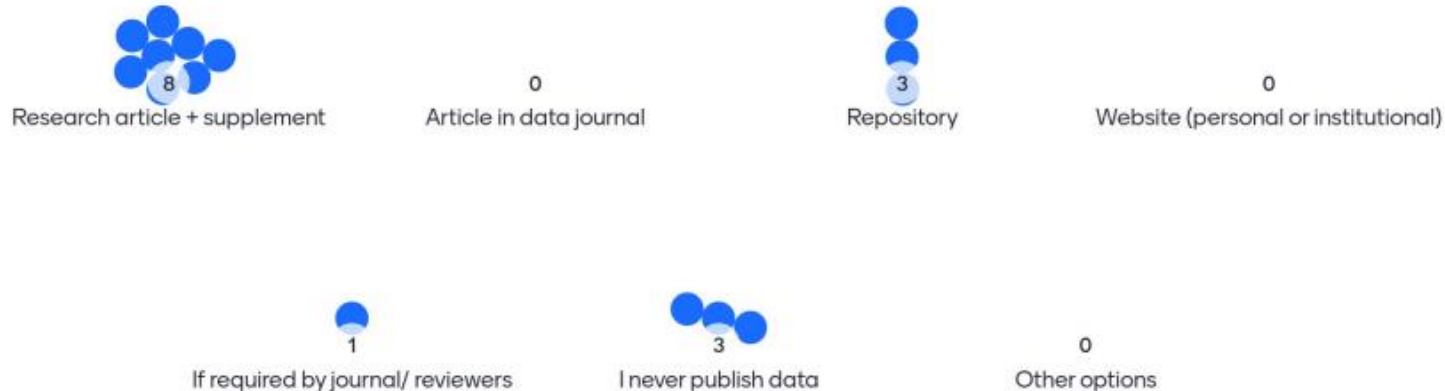 8 0 3 0
Research article + supplement Article in data journal Repository Website (personal or institutional)
1 3 0
If required by journal/ reviewers I never publish data Other options